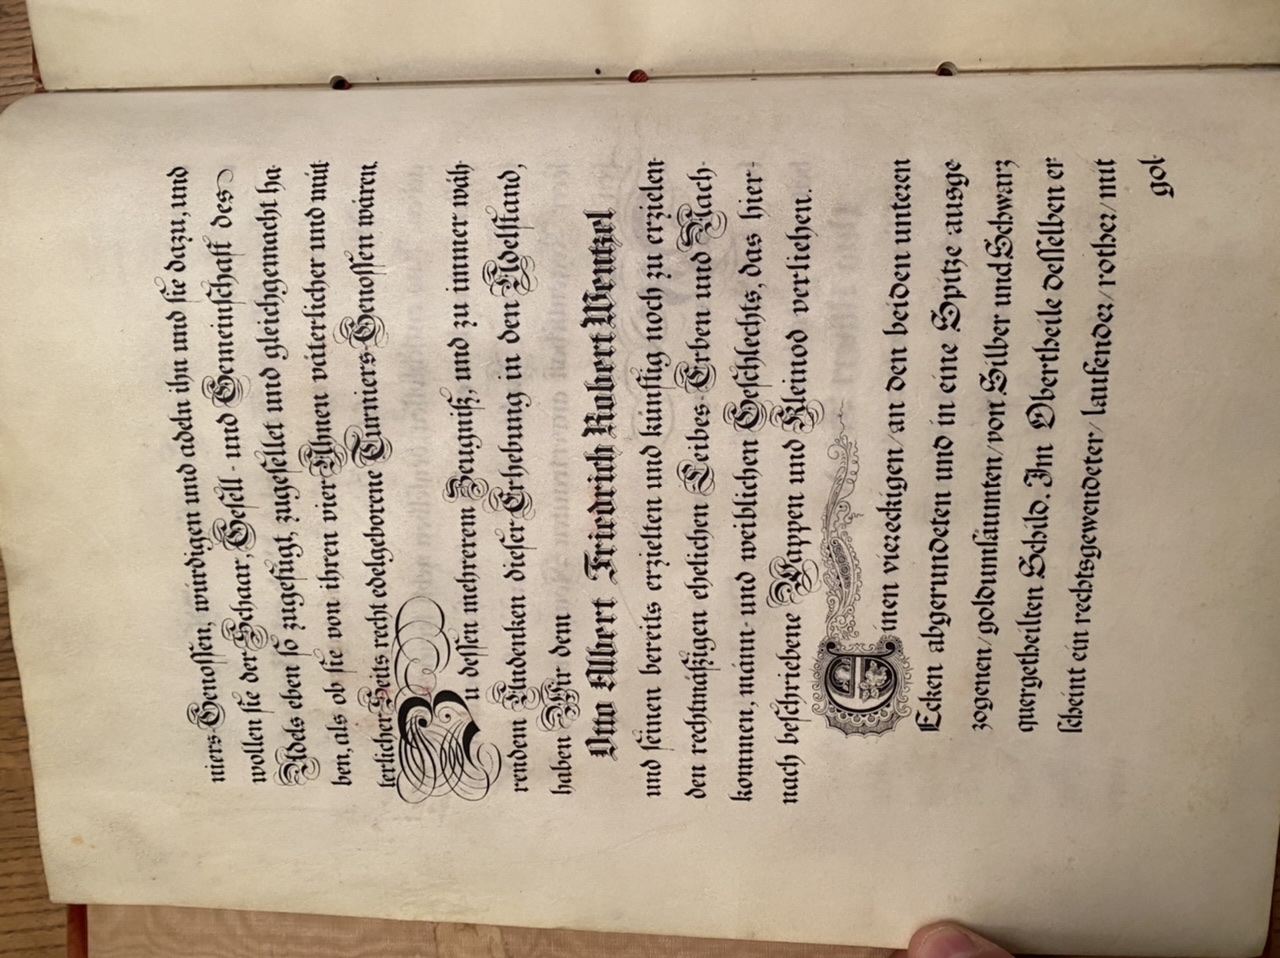 niers-Genoſſen, würdigen und adeln ihn und ſie dazu, und
wollen ſie der Schaar, Geſell- und Gemeinſchaft des
Adels eben ſo zugefügt, zugeſellet und gleichgemacht ha-
ben, als ob ſie von ihren vier Ahnen väterlicher und müt-
terlicher Seits recht edelgeborene Turniers-Genoſſen wären.
Zu deſſen mehrerem Zeugniß, und zu immer wäh-
rendem Andenken dieſer Erhebung in den Adelſtand,
haben Wir dem
Otto Albert Friedrich Robert Wentzel
und ſeinen bereits erzielten und künftig noch zu erzielen-
den rechtmäßigen ehelichen Leibes-Erben und Nach-
kommen, männ- und weiblichen Geſchlechts, das hier-
nach beſchriebene Wappen und Kleinod verliehen.
Einen viereckigen/ an den beiden unteren
Ecken abgerundeten und in eine Spitze ausge
zogenen/ goldumſäumten/ von Silber und Schwarz
quergetheilten Schild. Im Obertheile deſſelben er
ſcheint ein rechtsgewendeter/ laufender/ rother/ mit
gol-